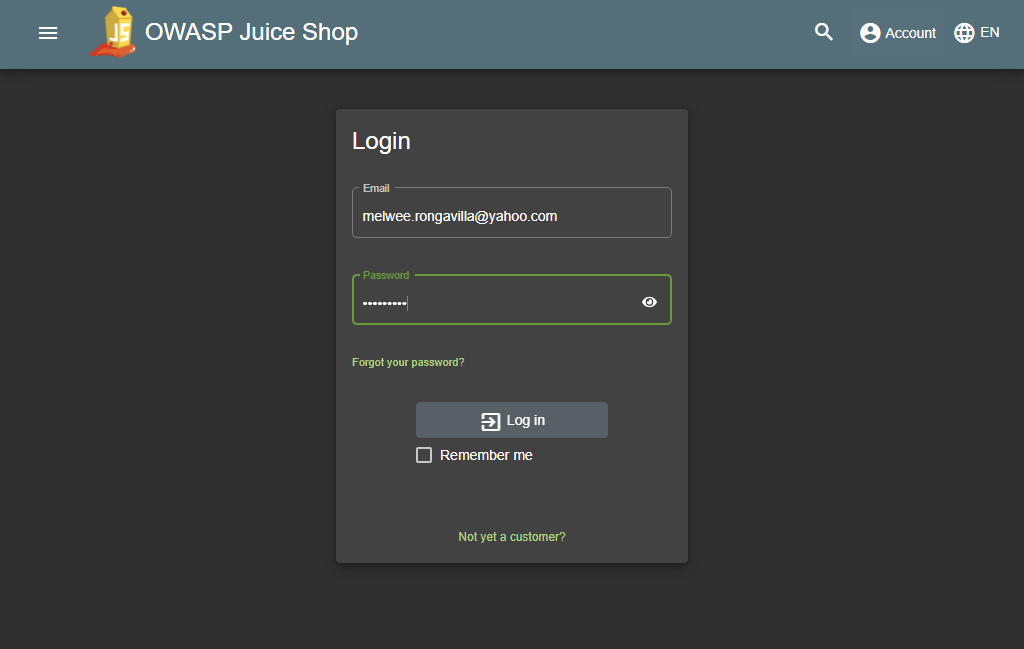 OWASP Juice Shop
Account
EN
Login
Email
melwee.rongavilla@yahoo.com
Password
•••••••••
Forgot your password?
Log in
Remember me
Not yet a customer?